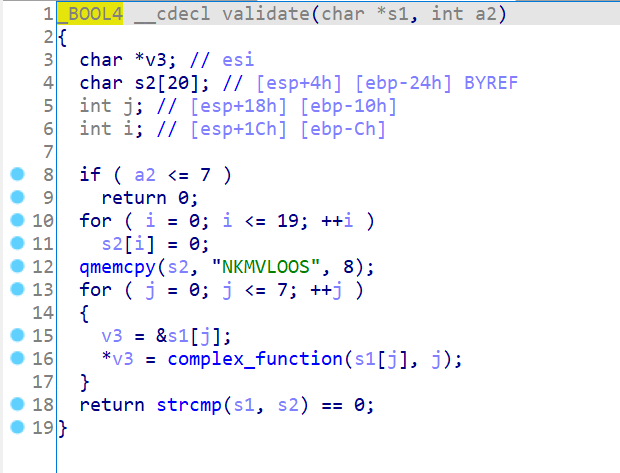 1 _BOOL4 __cdecl validate(char *s1, int a2)
2 {
3 char *v3; // esi
4 char s2[20]; // [esp+4h] [ebp-24h] BYREF
5 int j; // [esp+18h] [ebp-10h]
6 int i; // [esp+1Ch] [ebp-Ch]
7
8 if ( a2 <= 7 )
9 return 0;
10 for ( i = 0; i <= 19; ++i )
11 s2[i] = 0;
12 qmemcpy(s2, "NKMVLOOS", 8);
13 for ( j = 0; j <= 7; ++j )
14 {
15 v3 = &s1[j];
16 *v3 = complex_function(s1[j], j);
17 }
18 return strcmp(s1, s2) == 0;
19 }